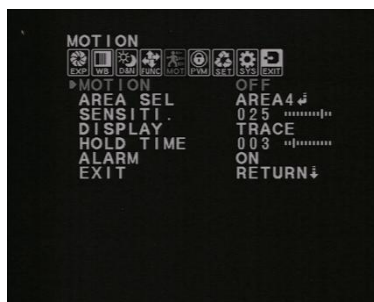 MOTION
EXP WB D&N FUNC MOT PVM SET SYS EXIT
MOTION OFF
AREA SEL AREA4
SENSITI. 025
DISPLAY TRACE
HOLD TIME 003
ALARM ON
EXIT RETURN